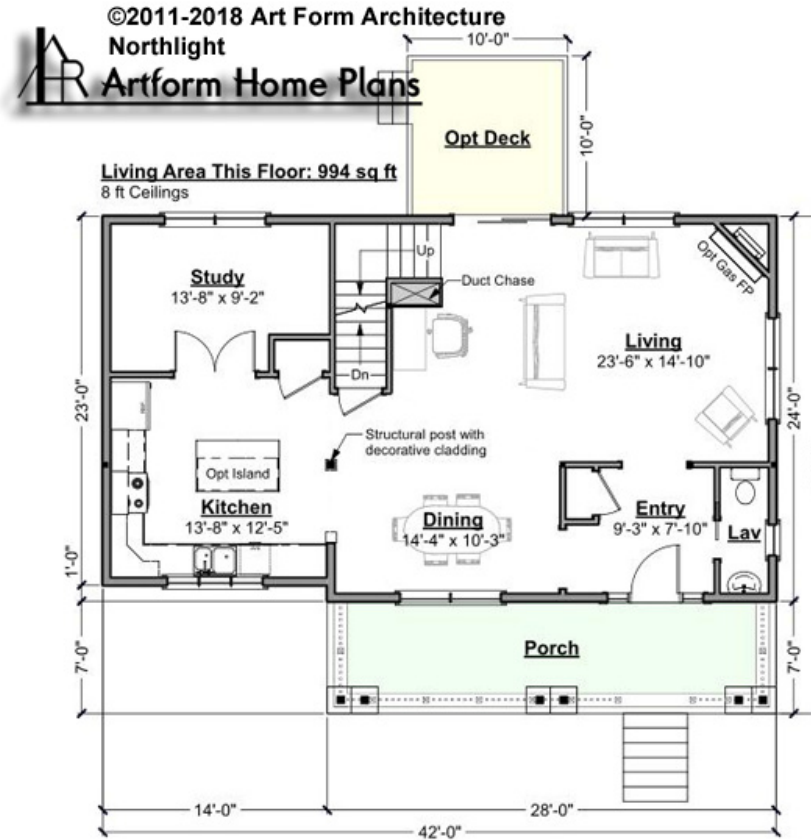 ©2011-2018 Art Form Architecture
Northlight
Artform Home Plans
10'-0"
10'-0"
Opt Deck
Living Area This Floor: 994 sq ft
8 ft Ceilings
Up
Opt Gas FP
Study
13'-8" x 9'-2"
Duct Chase
Living
23'-6" x 14'-10"
Dn
23'-0"
24'-0"
Structural post with
decorative cladding
Opt Island
Kitchen
13'-8" x 12'-5"
Dining
14'-4" x 10'-3"
Entry
9'-3" x 7'-10"
Lav
1'-0"
7'-0"
Porch
7'-0"
14'-0"
28'-0"
42'-0"